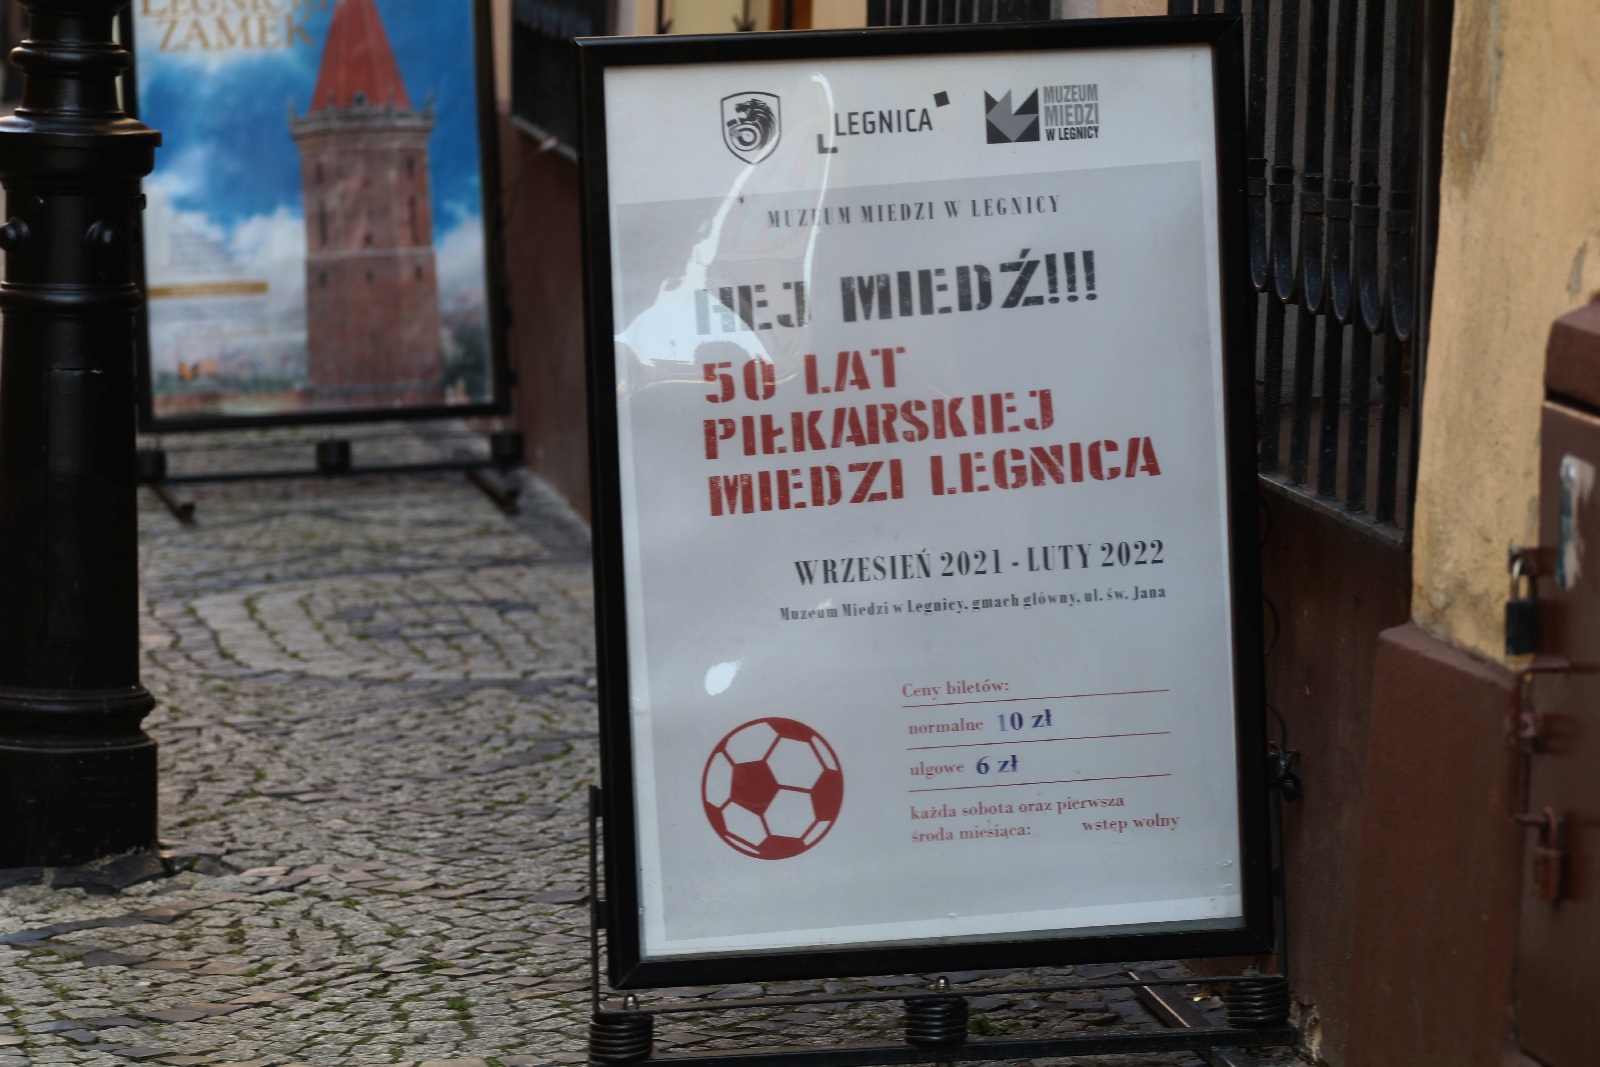 LEGNICKI
ZAMEK
LEGNICA
MUZEUM
MIEDZI
W LEGNICY
MUZEUM MIEDZI W LEGNICY
HEJ MIEDŹ!!!
50 LAT
PIŁKARSKIEJ
MIEDZI LEGNICA
WRZESIEŃ 2021 - LUTY 2022
Muzeum Miedzi w Legnicy, gmach główny, ul. św. Jana
Ceny biletów:
normalne 10 zł
ulgowe 6 zł
każda sobota oraz pierwsza
środa miesiąca: wstęp wolny